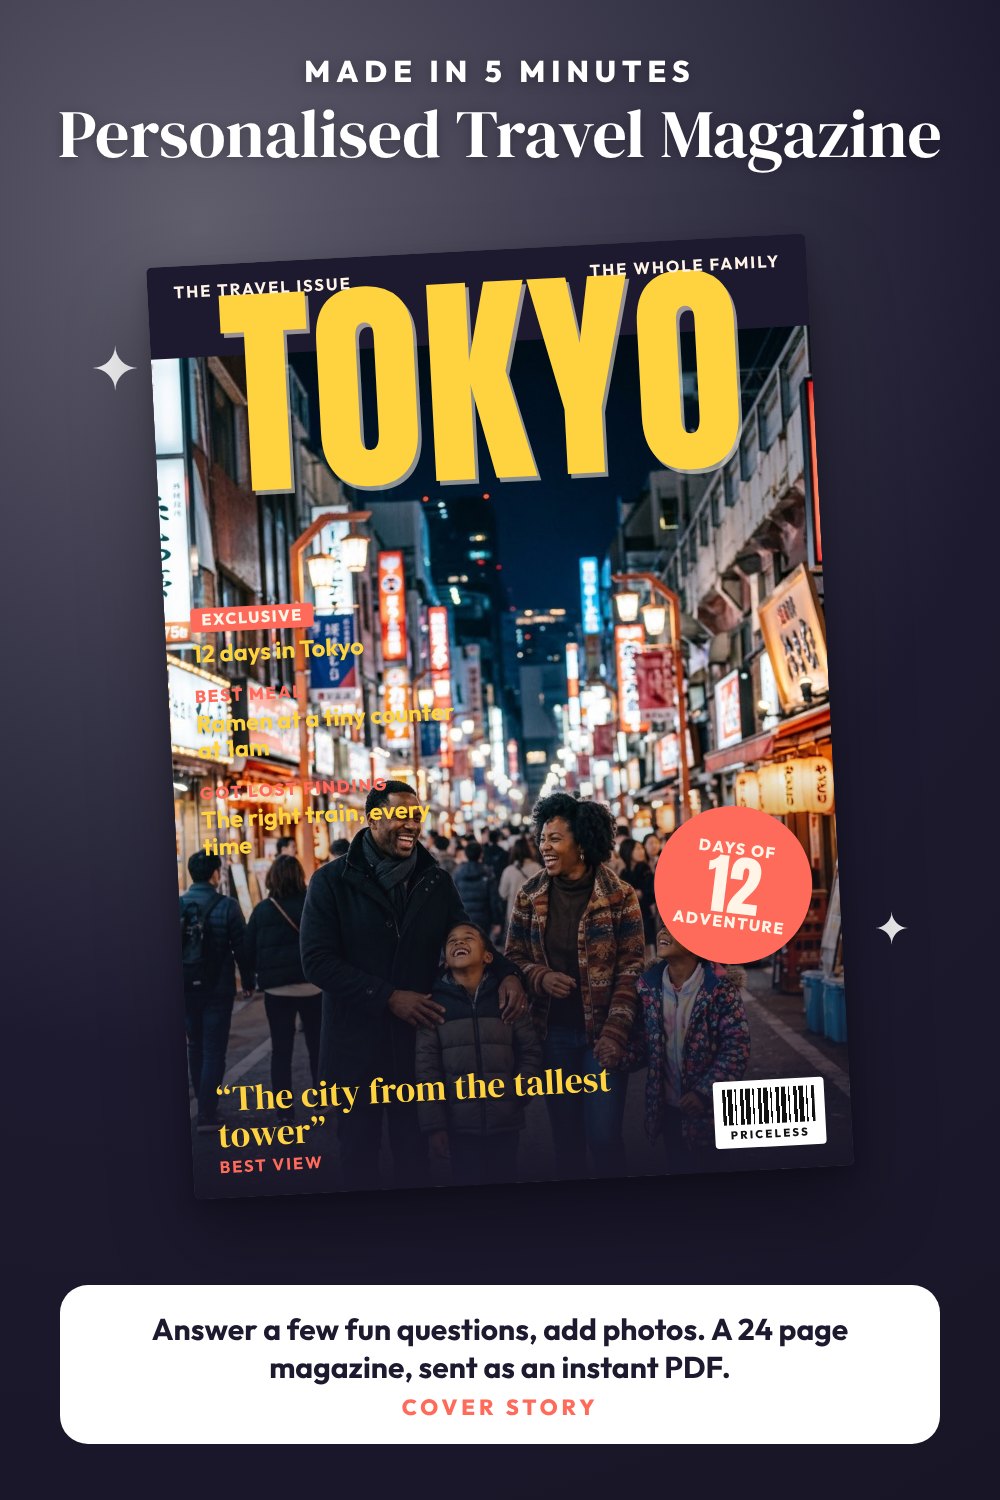 MADE IN 5 MINUTES
Personalised Travel Magazine
THE TRAVEL ISSUE
THE WHOLE FAMILY
TOKYO
EXCLUSIVE
12 days in Tokyo
BEST MEAL
Ramen at a tiny counter
at 1am
GOT LOST FINDING
The right train, every
time
DAYS OF
12
ADVENTURE
“The city from the tallest
tower”
BEST VIEW
PRICELESS
Answer a few fun questions, add photos. A 24 page
magazine, sent as an instant PDF.
COVER STORY